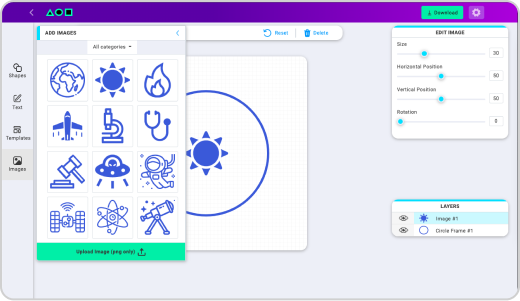 Download
ADD IMAGES
All categories
Upload Image (png only)
Shapes
Text
Templates
Images
Reset
Delete
EDIT IMAGE
Size
30
Horizontal Position
50
Vertical Position
50
Rotation
0
LAYERS
Image #1
Circle Frame #1